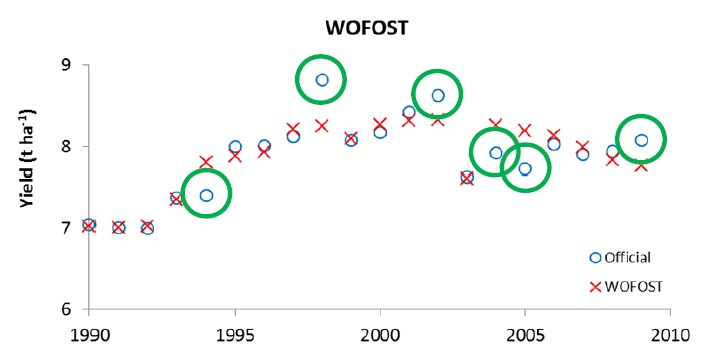 WOFOST
9
8
7
6
Yield (t ha⁻¹)
Official
WOFOST
1990 1995 2000 2005 2010